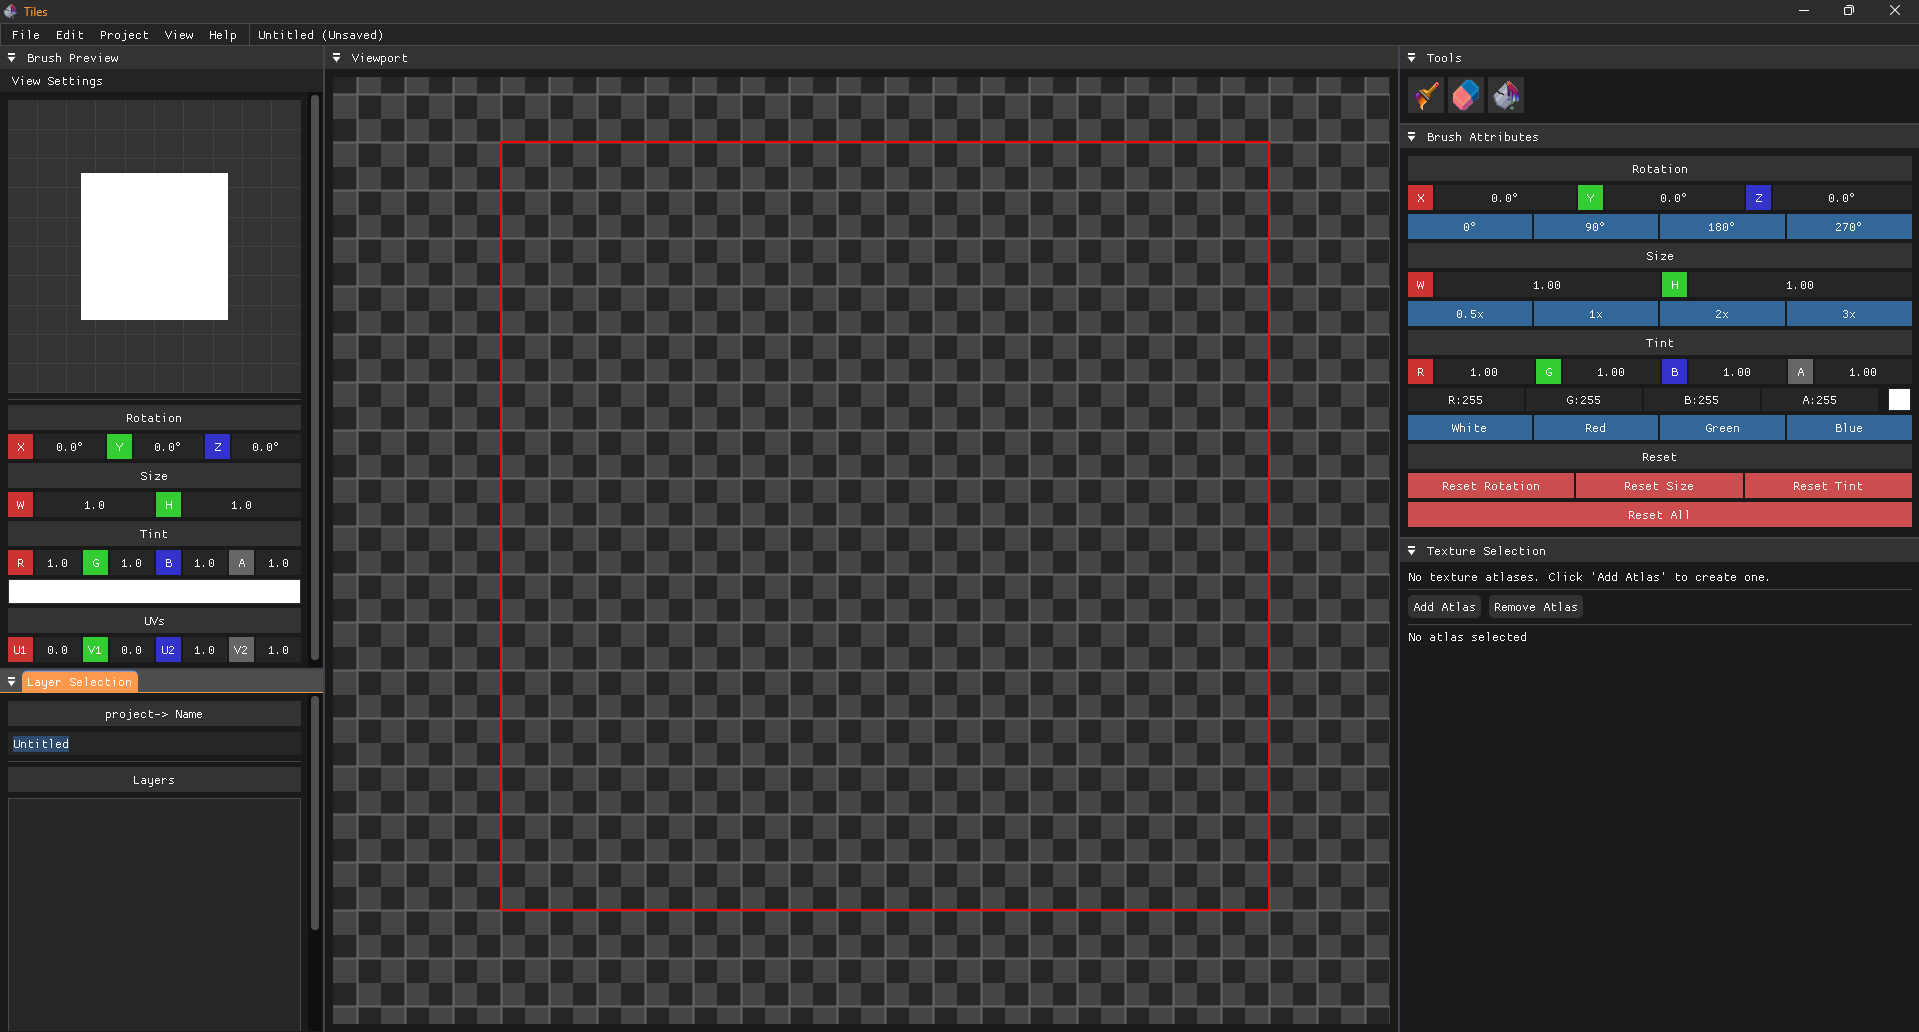 Tiles
File Edit Project View Help Untitled (Unsaved)
Brush Preview
View Settings
Rotation
X 0.0° Y 0.0° Z 0.0°
Size
W 1.0 H 1.0
Tint
R 1.0 G 1.0 B 1.0 A 1.0
UVs
U1 0.0 V1 0.0 U2 1.0 V2 1.0
Layer Selection
project-> Name
Untitled
Layers
Viewport
Tools
Brush Attributes
Rotation
X 0.0° Y 0.0° Z 0.0°
0° 90° 180° 270°
Size
W 1.00 H 1.00
0.5x 1x 2x 3x
Tint
R 1.00 G 1.00 B 1.00 A 1.00
R:255 G:255 B:255 A:255
White Red Green Blue
Reset
Reset Rotation Reset Size Reset Tint
Reset All
Texture Selection
No texture atlases. Click 'Add Atlas' to create one.
Add Atlas Remove Atlas
No atlas selected